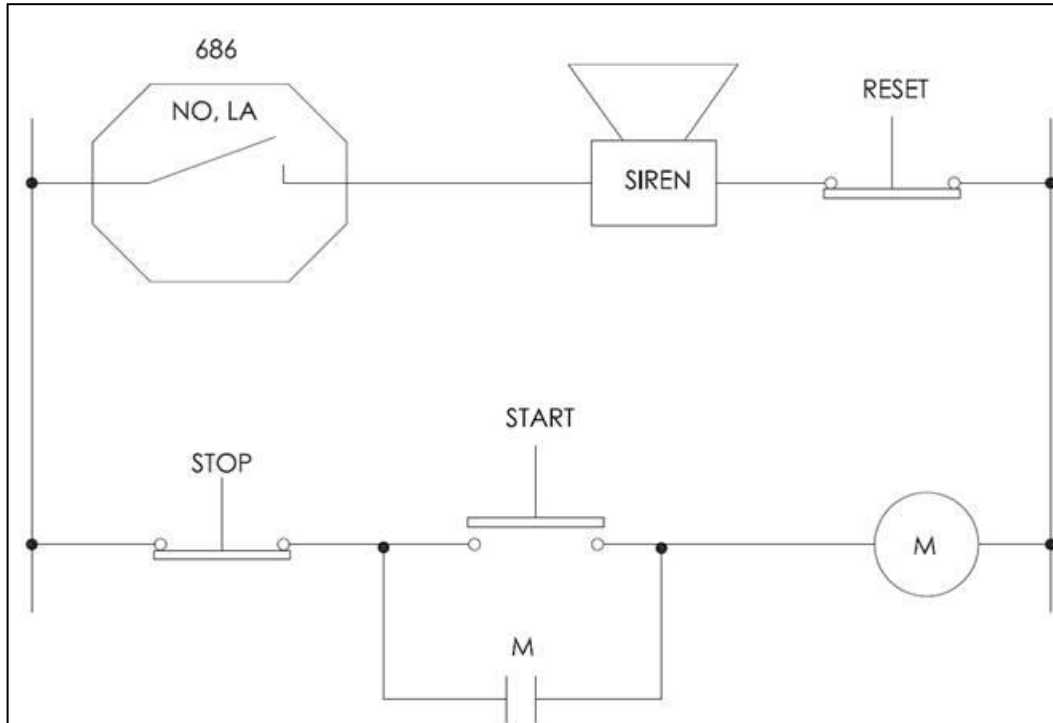 686
NO, LA
SIREN
RESET
STOP
START
M
M